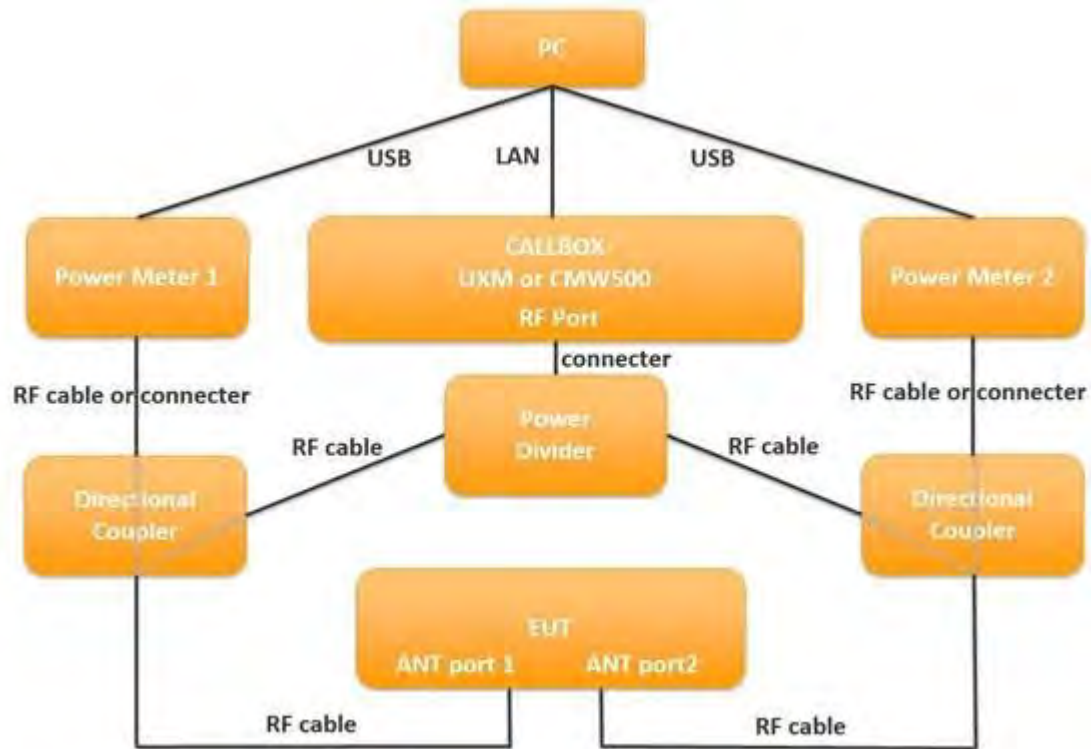 PC
USB
LAN
USB
Power Meter 1
CALLBOX
UXM or CMW500
RF Port
Power Meter 2
connecter
RF cable or connecter
RF cable or connecter
Power
Divider
RF cable
RF cable
Directional
Coupler
Directional
Coupler
EUT
ANT port 1
ANT port2
RF cable
RF cable